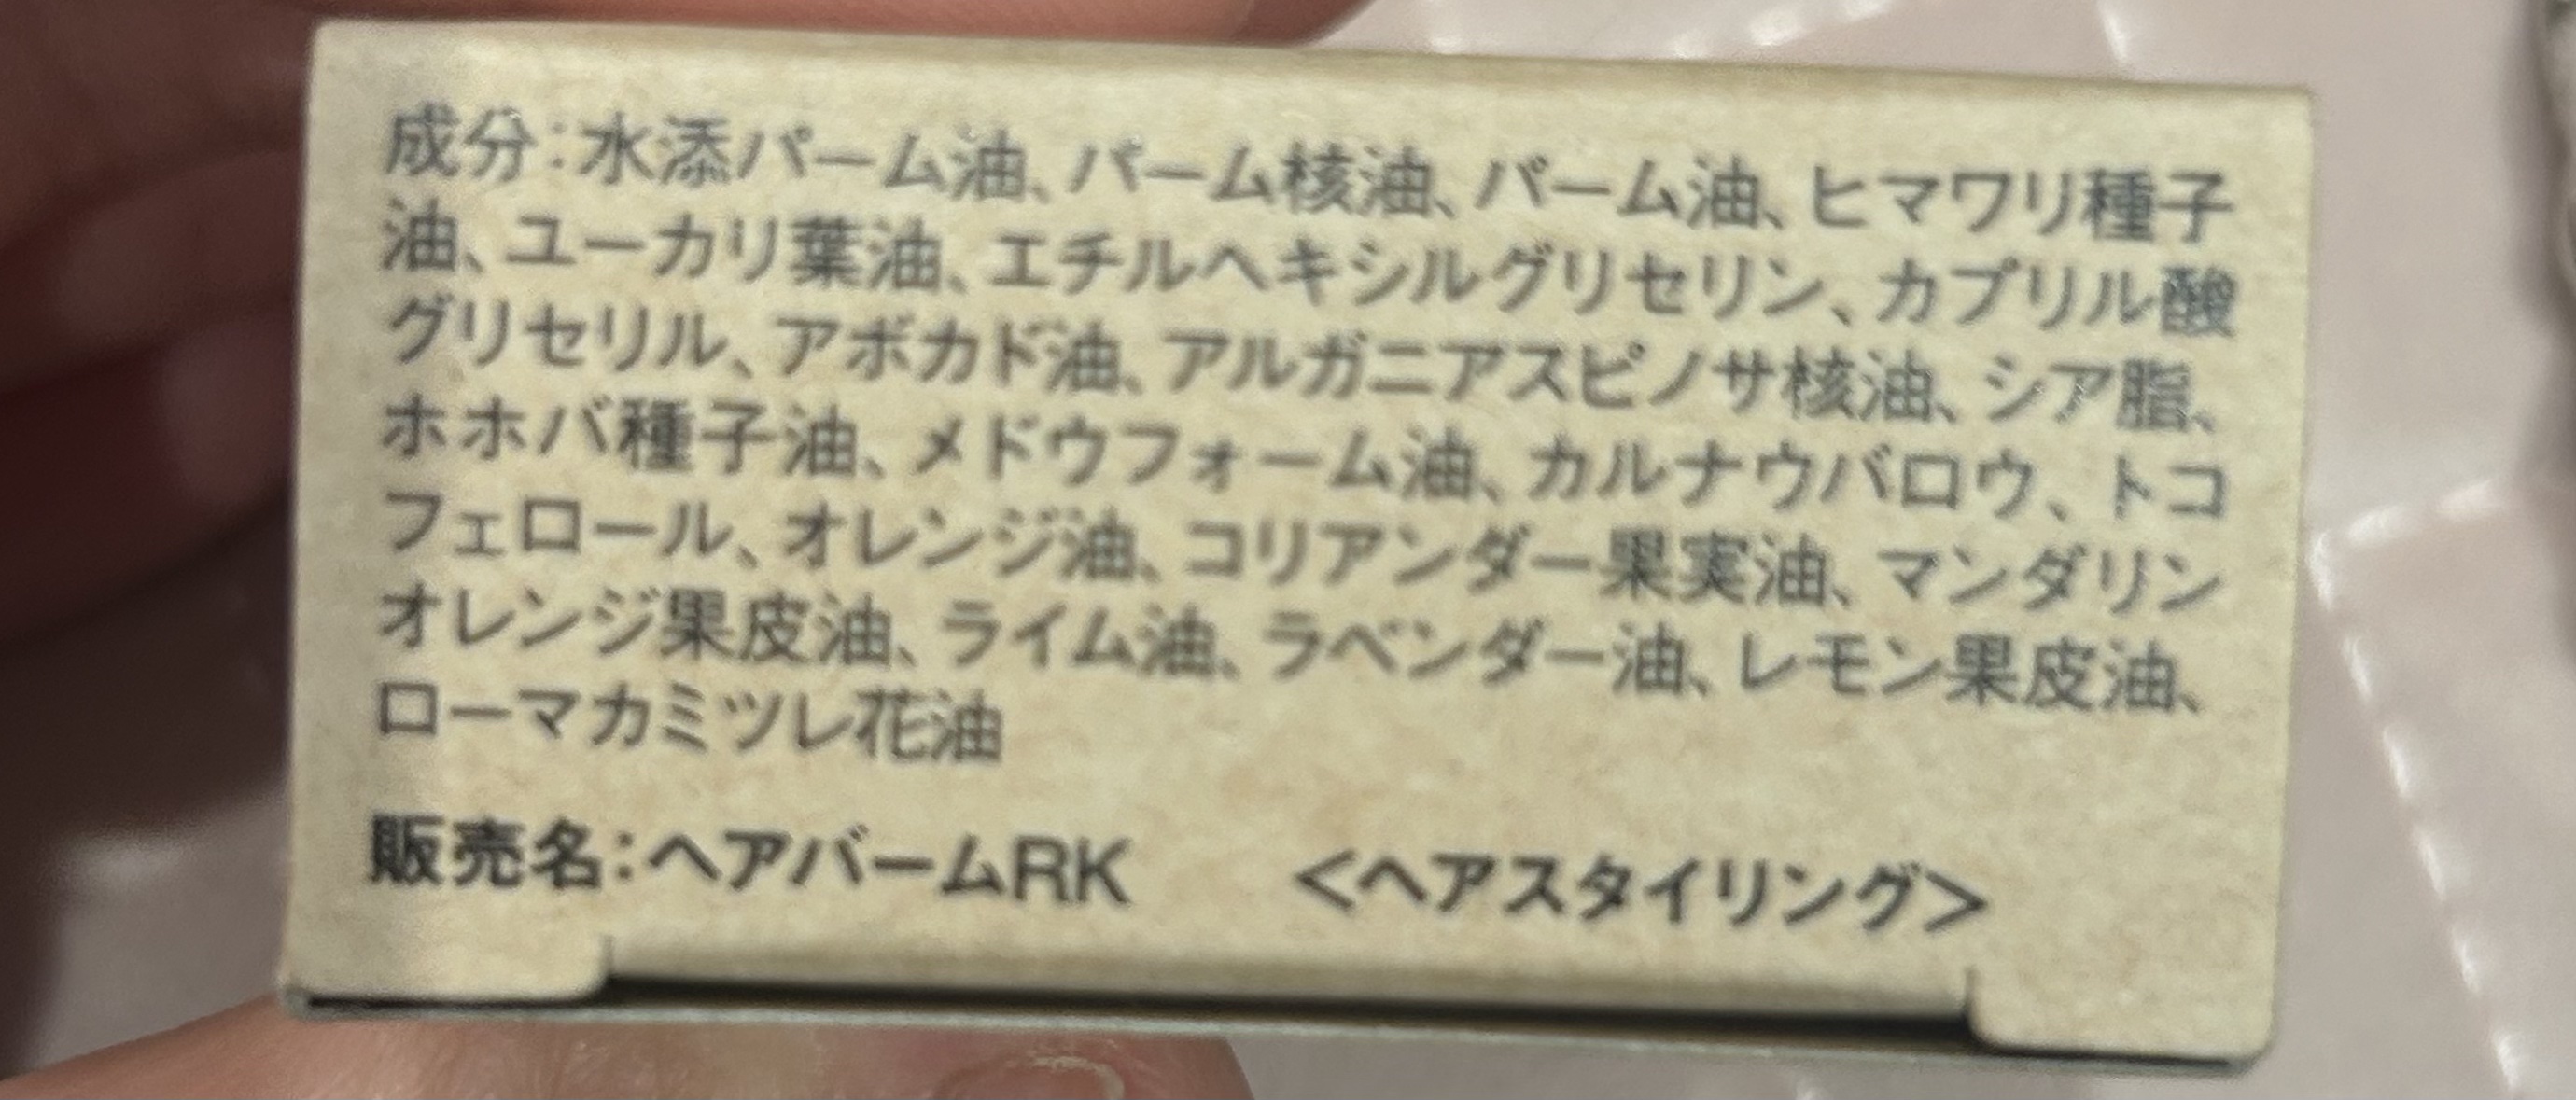 成分：水添パーム油、パーム核油、パーム油、ヒマワリ種子
油、ユーカリ葉油、エチルヘキシルグリセリン、カプリル酸
グリセリル、アボカド油、アルガニアスピノサ核油、シア脂、
ホホバ種子油、メドウフォーム油、カルナウバロウ、トコ
フェロール、オレンジ油、コリアンダー果実油、マンダリン
オレンジ果皮油、ライム油、ラベンダー油、レモン果皮油、
ローマカミツレ花油
販売名：ヘアバームRK　＜ヘアスタイリング＞